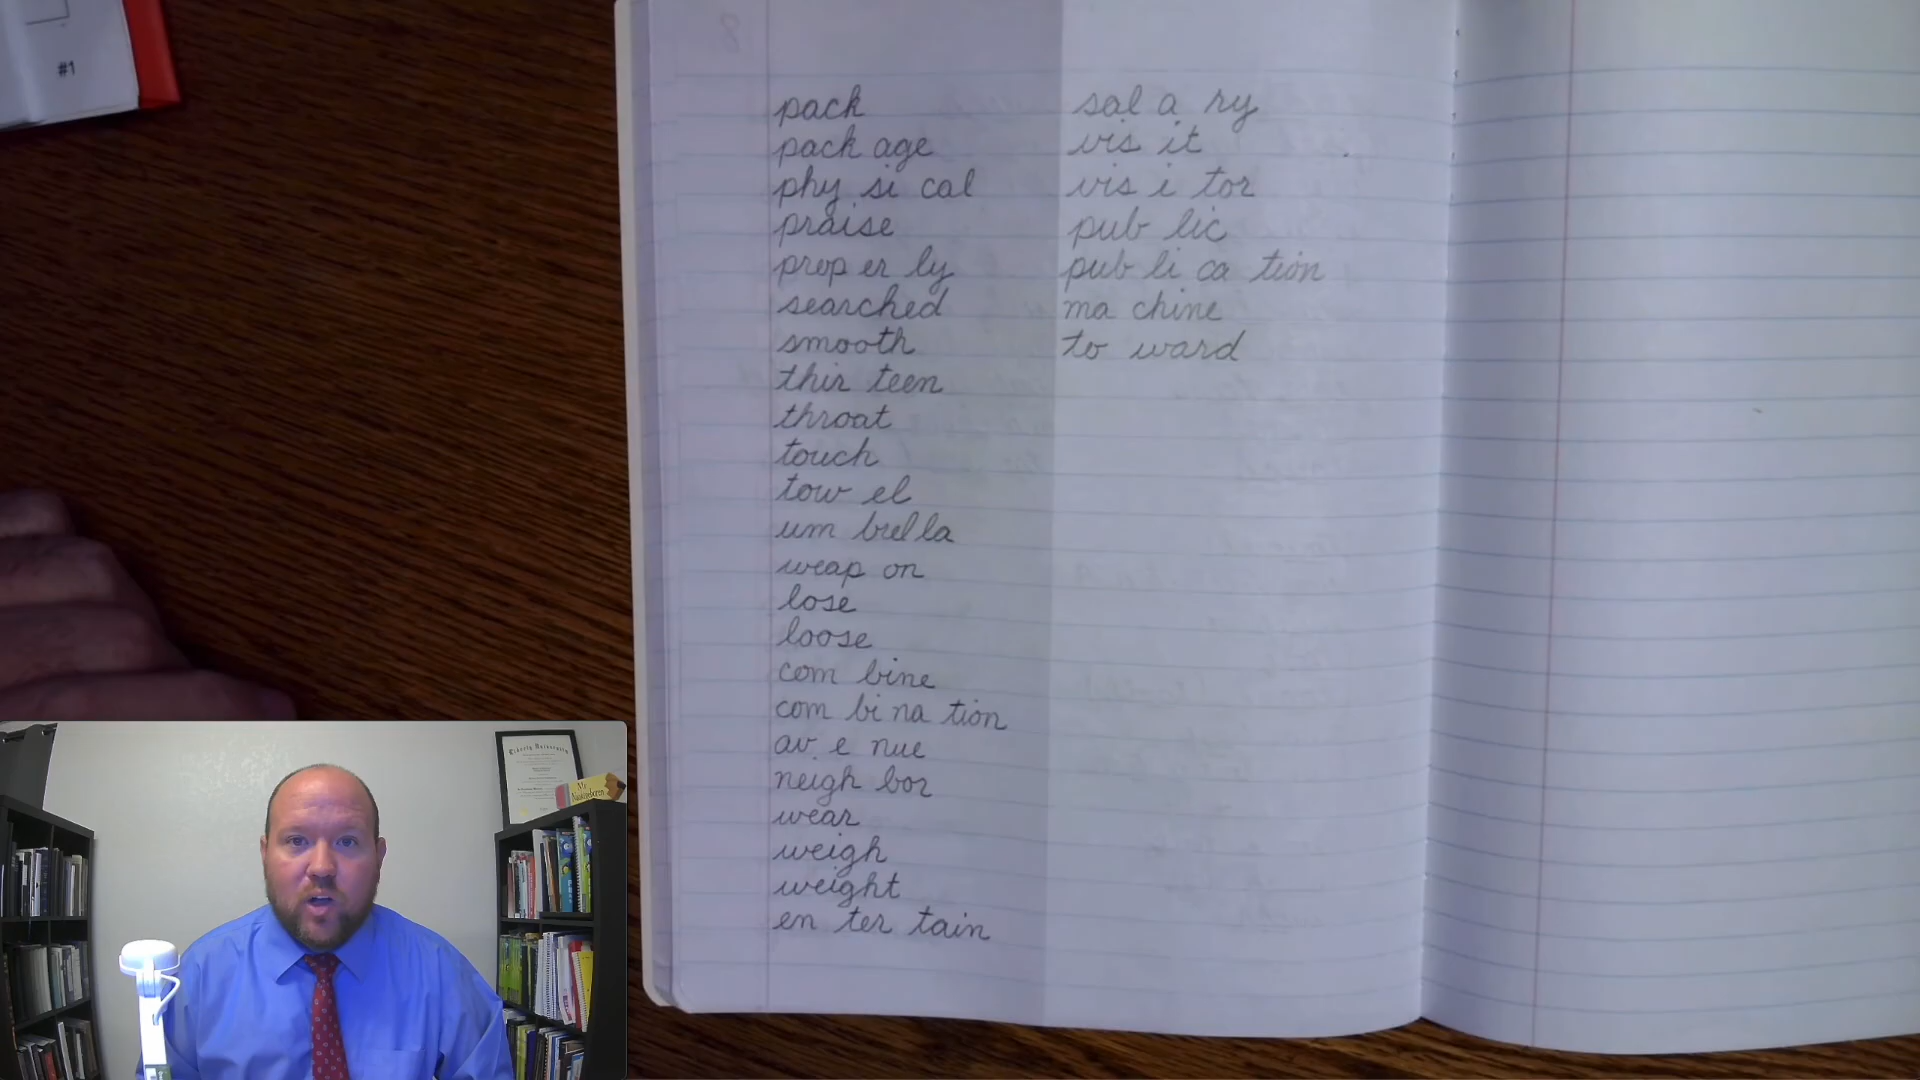 #1
pack
pack age
phy si cal
praise
prop er ly
searched
smooth
thir teen
throat
touch
tow el
um brel la
weap on
lose
loose
com bine
com bi na tion
av e nue
neigh bor
wear
weigh
weight
en ter tain
sal a ry
vis it
vis i tor
pub lic
pub li ca tion
ma chine
to ward
Mr.